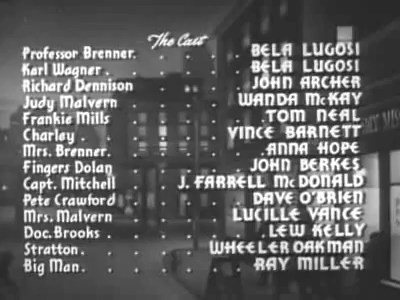 The Cast
Professor Brenner. . . . . . BELA LUGOSI
Karl Wagner . . . . . . BELA LUGOSI
Richard Dennison . . . . . JOHN ARCHER
Judy Malvern . . . . . WANDA McKAY
Frankie Mills . . . . . .TOM NEAL
Charley . . . . . . VINCE BARNETT
Mrs. Brenner. . . . . . .ANNA HOPE
Fingers Dolan . . . . . JOHN BERKES
Capt. Mitchell . . . J. FARRELL McDONALD
Pete Crawford . . . . . DAVE O'BRIEN
Mrs. Malvern . . . . . LUCILLE VANCE
Doc. Brooks . . . . . . .LEW KELLY
Stratton . . . . . WHEELER OAKMAN
Big Man . . . . . . . RAY MILLER